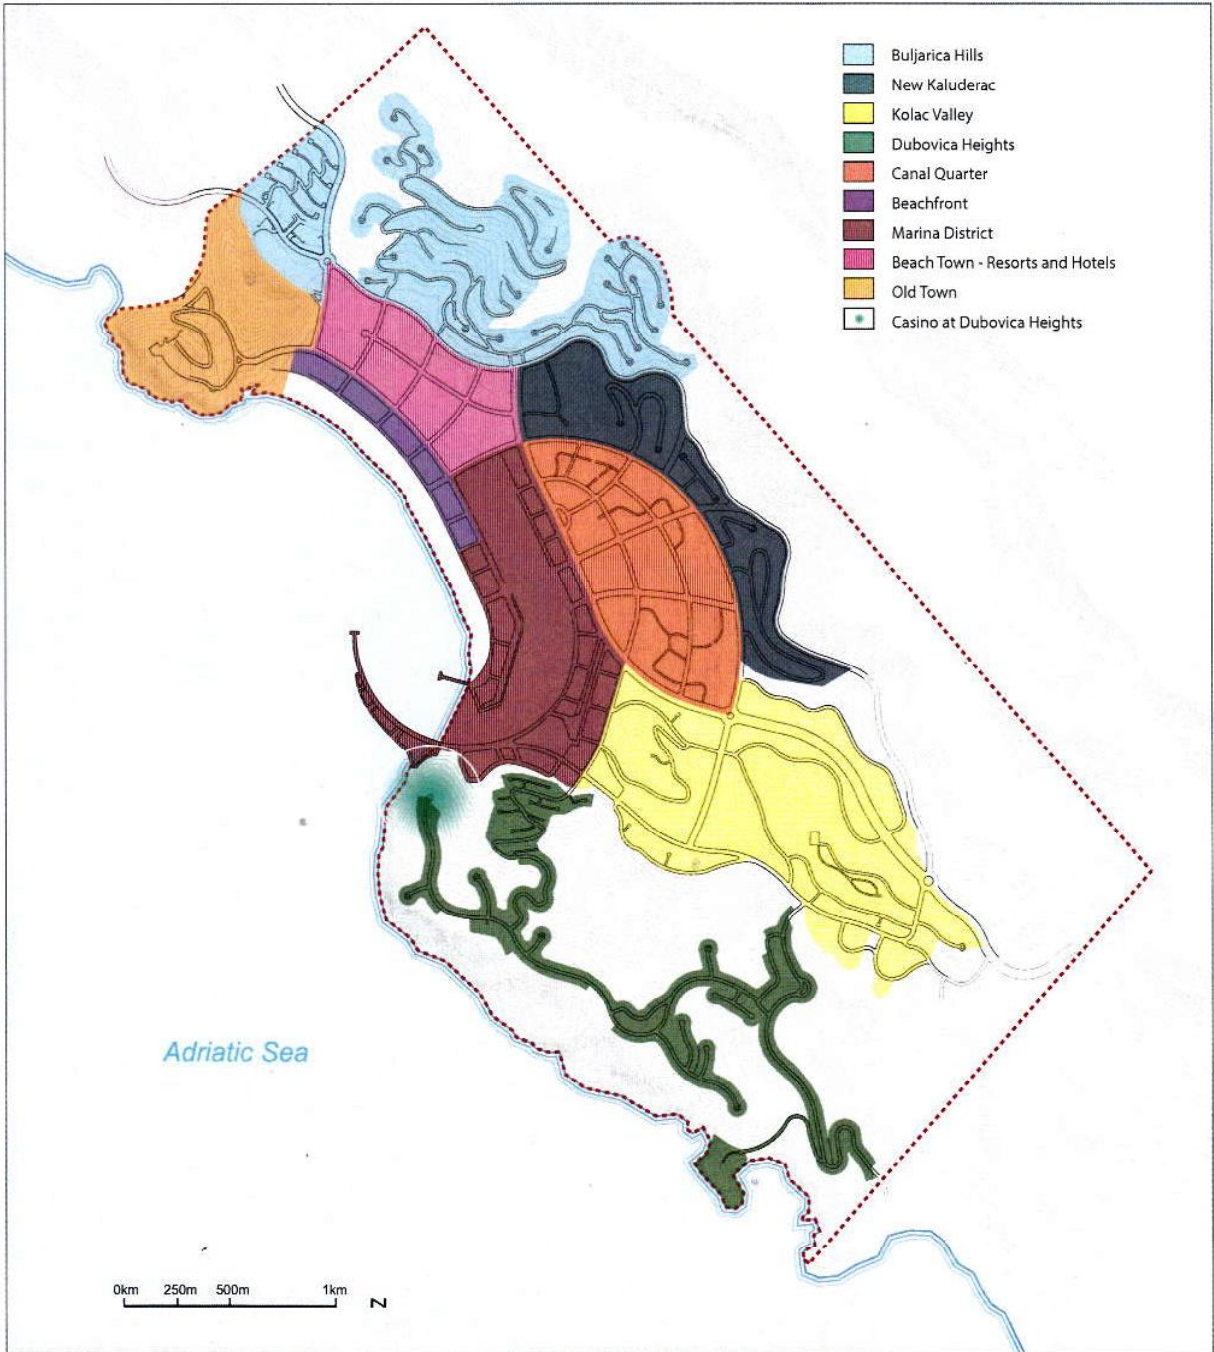 Buljarica Hills
New Kaluderac
Kolac Valley
Dubovica Heights
Canal Quarter
Beachfront
Marina District
Beach Town - Resorts and Hotels
Old Town
Casino at Dubovica Heights
Adriatic Sea
0km 250m 500m 1km
N